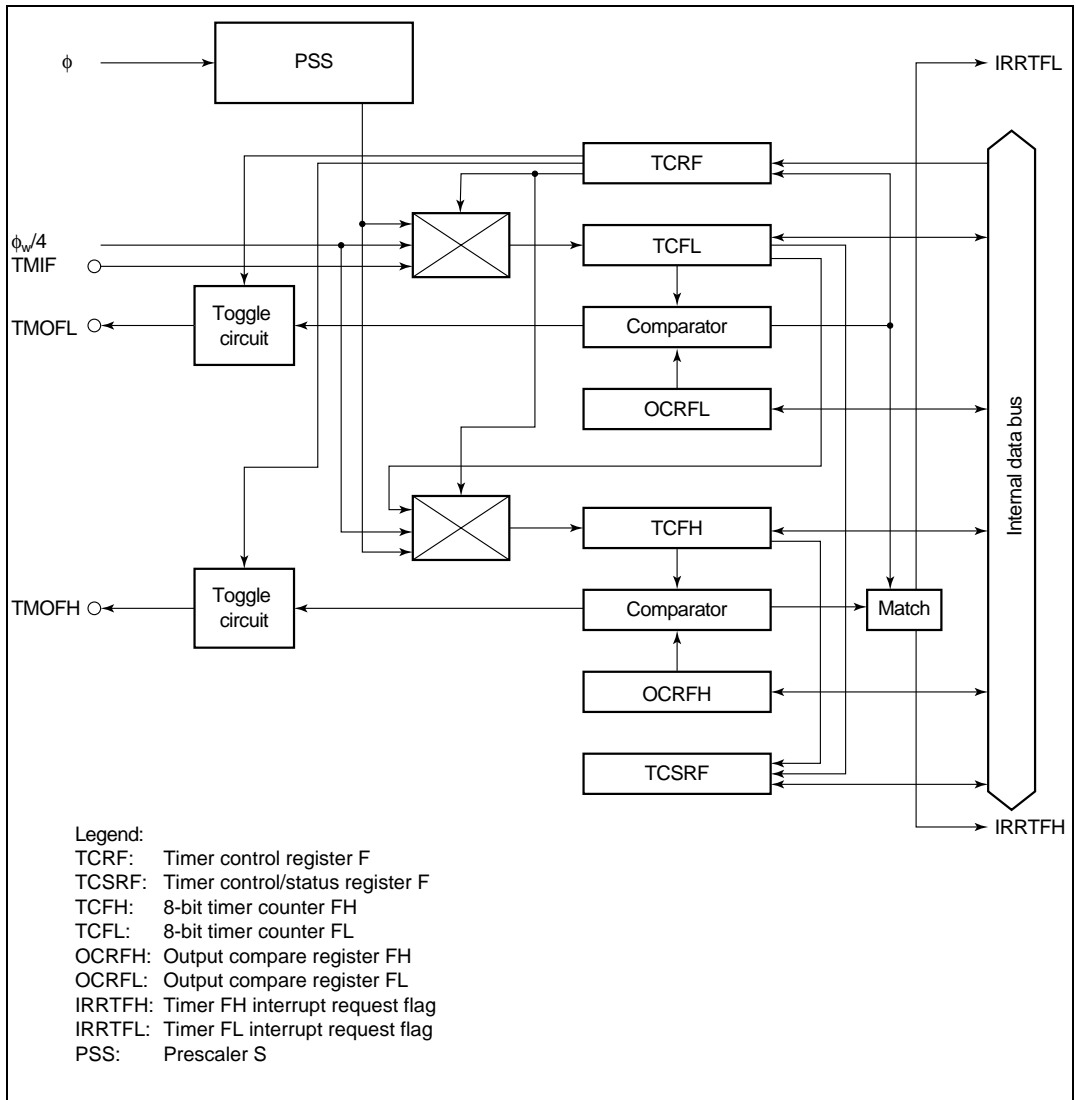 ϕ
PSS
IRRTFL
TCRF
ϕw/4
TMIF
TCFL
TMOFL
Toggle
circuit
Comparator
OCRFL
Internal data bus
TCFH
TMOFH
Toggle
circuit
Comparator
Match
OCRFH
TCSRF
IRRTFH
Legend:
TCRF: Timer control register F
TCSRF: Timer control/status register F
TCFH: 8-bit timer counter FH
TCFL: 8-bit timer counter FL
OCRFH: Output compare register FH
OCRFL: Output compare register FL
IRRTFH: Timer FH interrupt request flag
IRRTFL: Timer FL interrupt request flag
PSS: Prescaler S